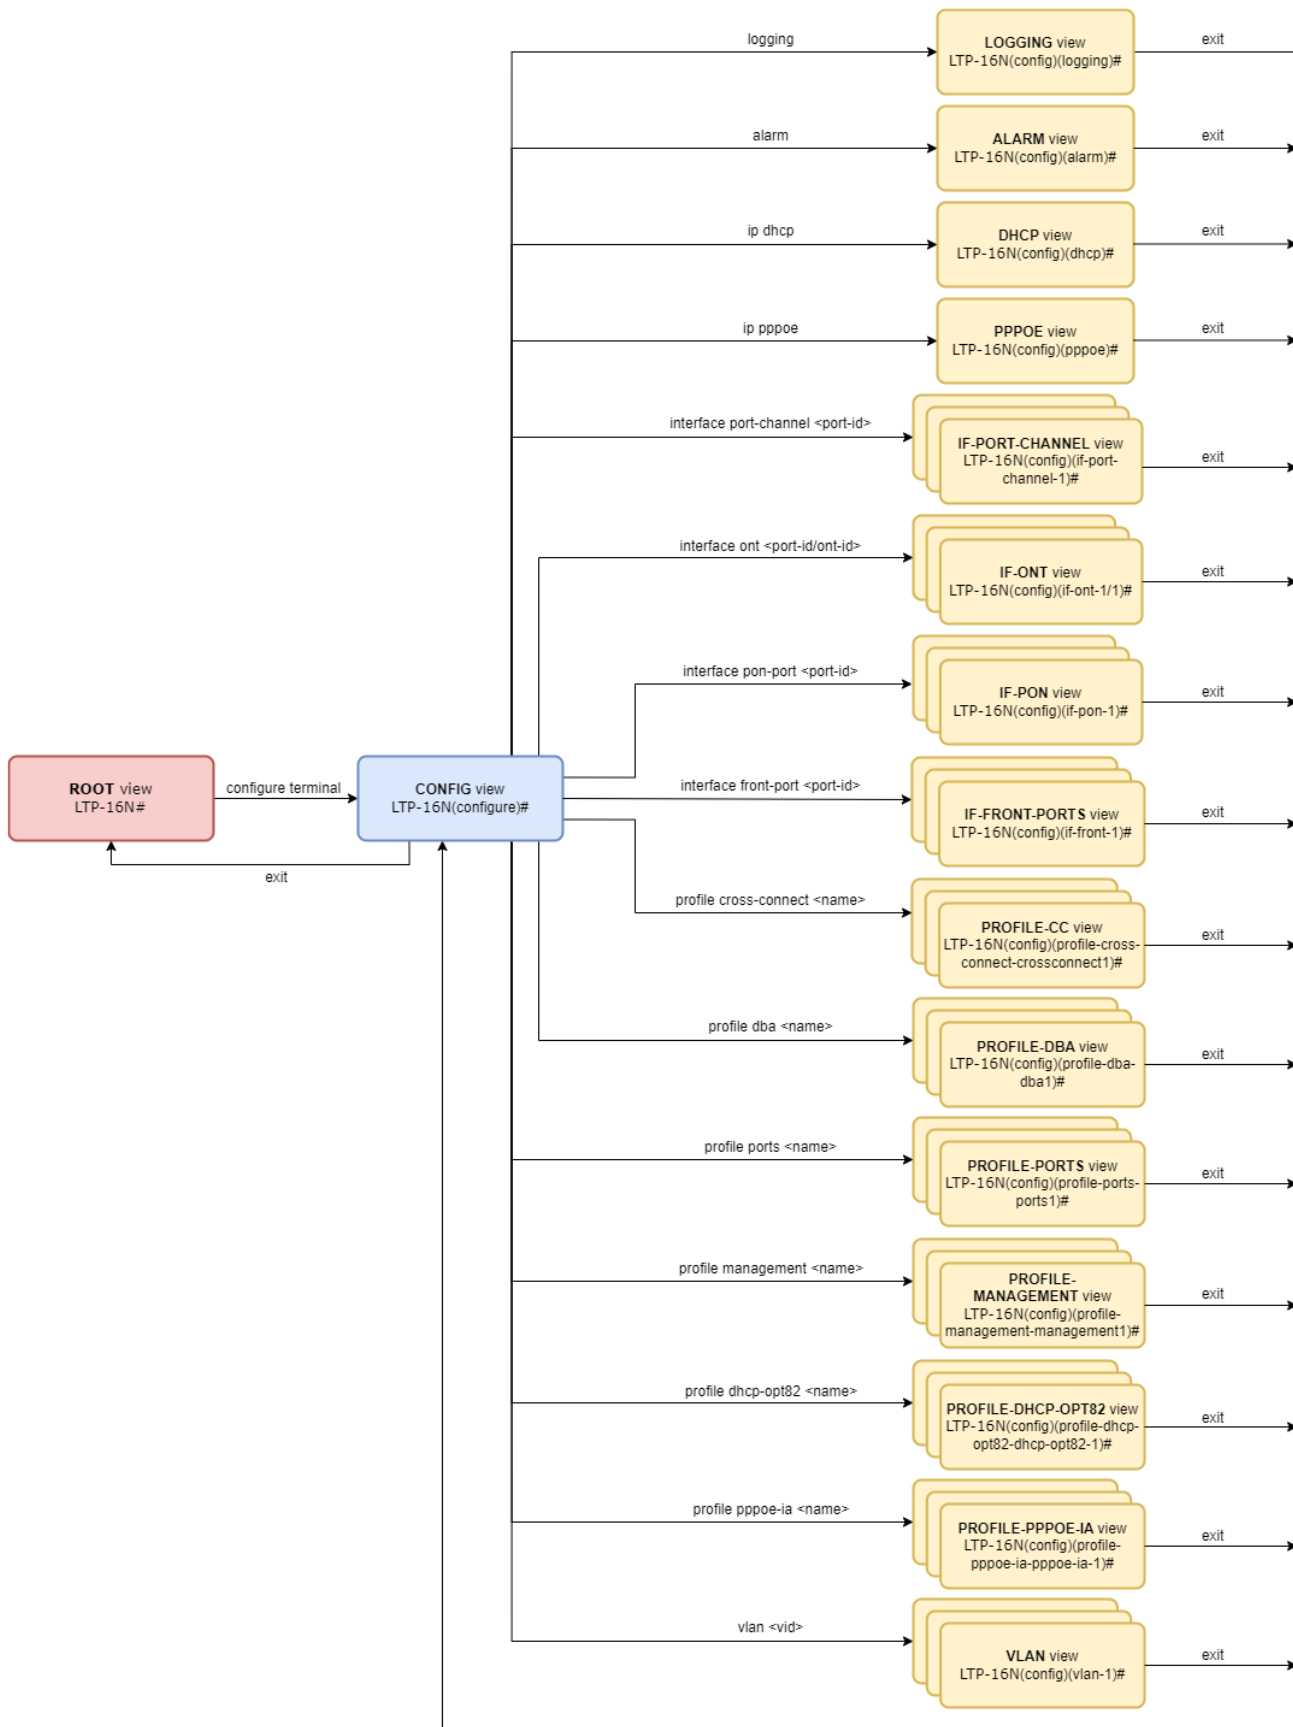 logging
LOGGING view
LTP-16N(config)(logging)#
exit
alarm
ALARM view
LTP-16N(config)(alarm)#
exit
ip dhcp
DHCP view
LTP-16N(config)(dhcp)#
exit
ip pppoe
PPPOE view
LTP-16N(config)(pppoe)#
exit
interface port-channel <port-id>
IF-PORT-CHANNEL view
LTP-16N(config)(if-port-
channel-1)#
exit
interface ont <port-id/ont-id>
IF-ONT view
LTP-16N(config)(if-ont-1/1)#
exit
interface pon-port <port-id>
IF-PON view
LTP-16N(config)(if-pon-1)#
exit
ROOT view
LTP-16N#
configure terminal
CONFIG view
LTP-16N(configure)#
exit
interface front-port <port-id>
IF-FRONT-PORTS view
LTP-16N(config)(if-front-1)#
exit
profile cross-connect <name>
PROFILE-CC view
LTP-16N(config)(profile-cross-
connect-crossconnect1)#
exit
profile dba <name>
PROFILE-DBA view
LTP-16N(config)(profile-dba-
dba1)#
exit
profile ports <name>
PROFILE-PORTS view
LTP-16N(config)(profile-ports-
ports1)#
exit
profile management <name>
PROFILE-
MANAGEMENT view
LTP-16N(config)(profile-
management-management1)#
exit
profile dhcp-opt82 <name>
PROFILE-DHCP-OPT82 view
LTP-16N(config)(profile-dhcp-
opt82-dhcp-opt82-1)#
exit
profile pppoe-ia <name>
PROFILE-PPPOE-IA view
LTP-16N(config)(profile-
pppoe-ia-pppoe-ia-1)#
exit
vlan <vid>
VLAN view
LTP-16N(config)(vlan-1)#
exit